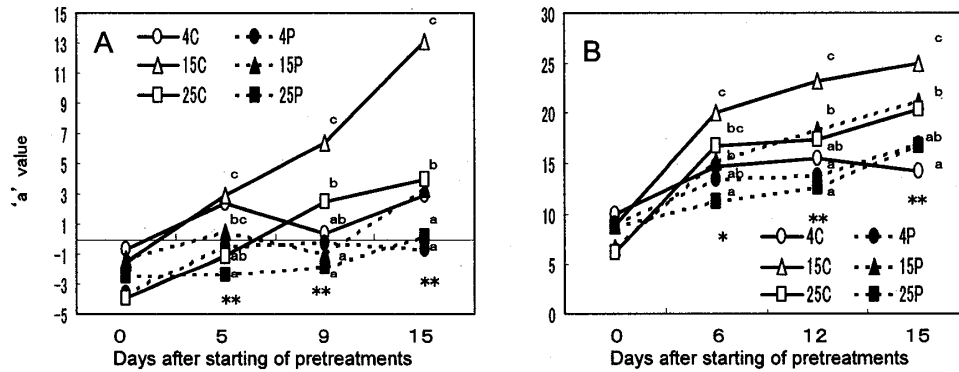 A
4C 4P
15C 15P
25C 25P
'a' value
15
13
11
9
7
5
3
1
-1
-3
-5
c
c
c
b
b
bc
ab
a
ab
a
a
a
a
** ** **
0 5 9 15
Days after starting of pretreatments
B
30
25
20
15
10
5
0
c
c
c
b
b
bc
ab
ab
b
a
a
a
a
* ** **
4C 4P
15C 15P
25C 25P
0 6 12 15
Days after starting of pretreatments